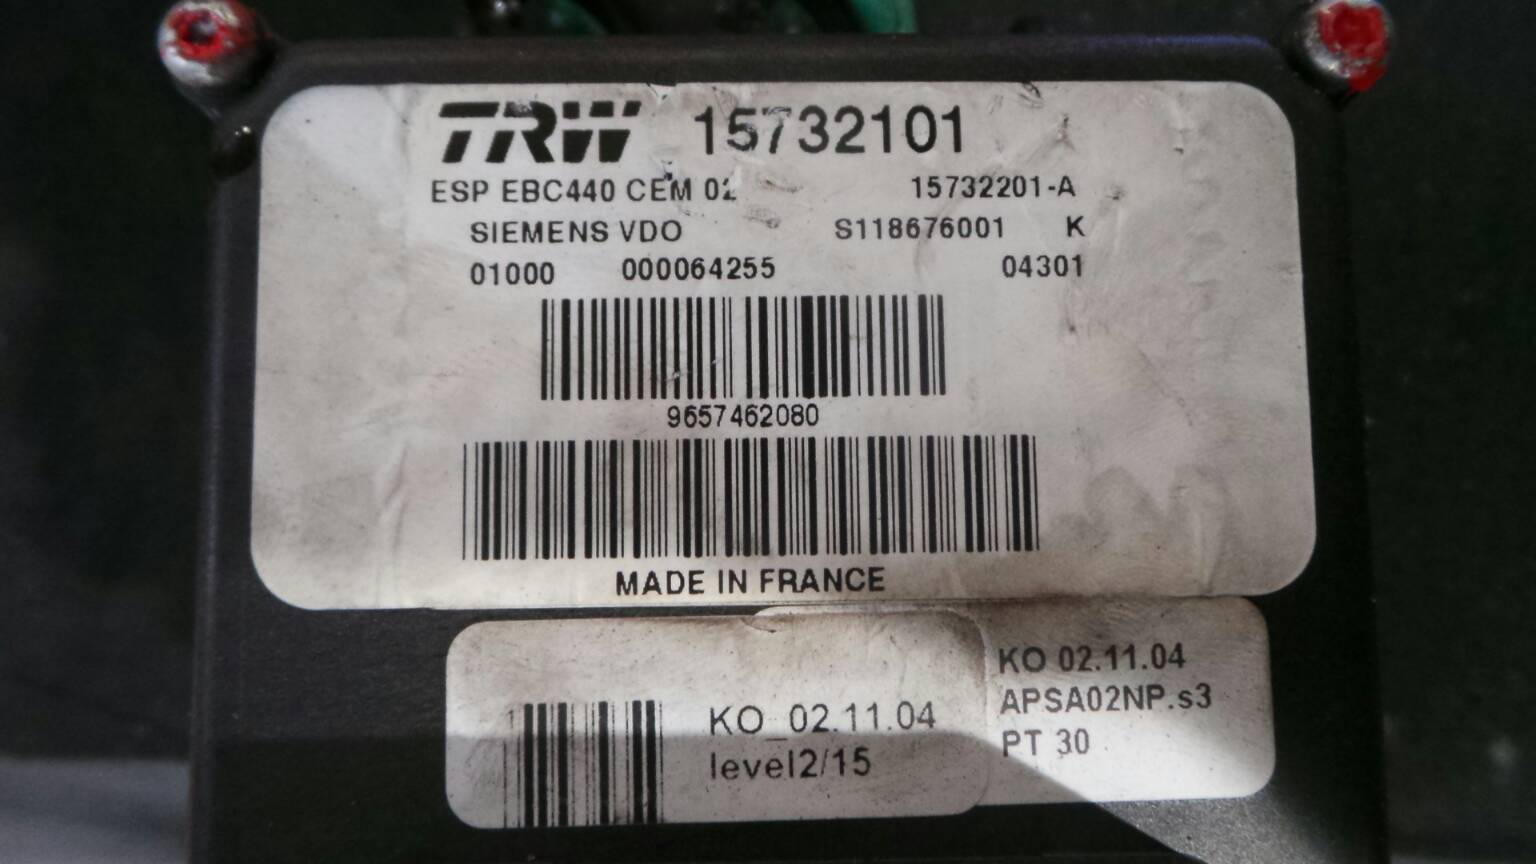 TRW 15732101
ESP EBC440 CEM 02 15732201-A
SIEMENS VDO S118676001 K
01000 000064255 04301
9657462080
MADE IN FRANCE
KO_02.11.04
level2/15
KO 02.11.04
APSA02NP.s3
PT 30